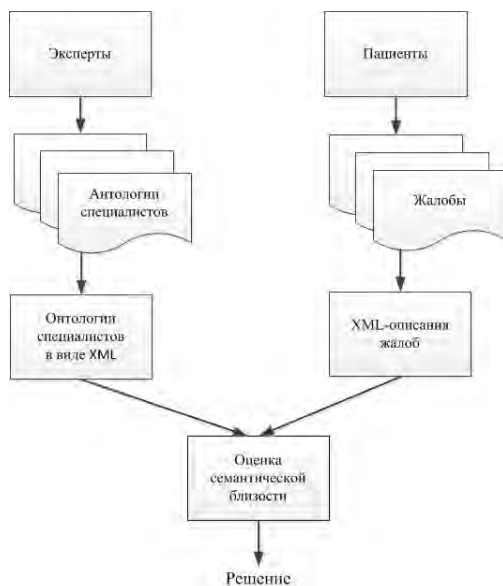 Эксперты
Пациенты
Антологии
специалистов
Жалобы
Онтологии
специалистов
в виде XML
XML-описания
жалоб
Оценка
семантической
близости
Решение